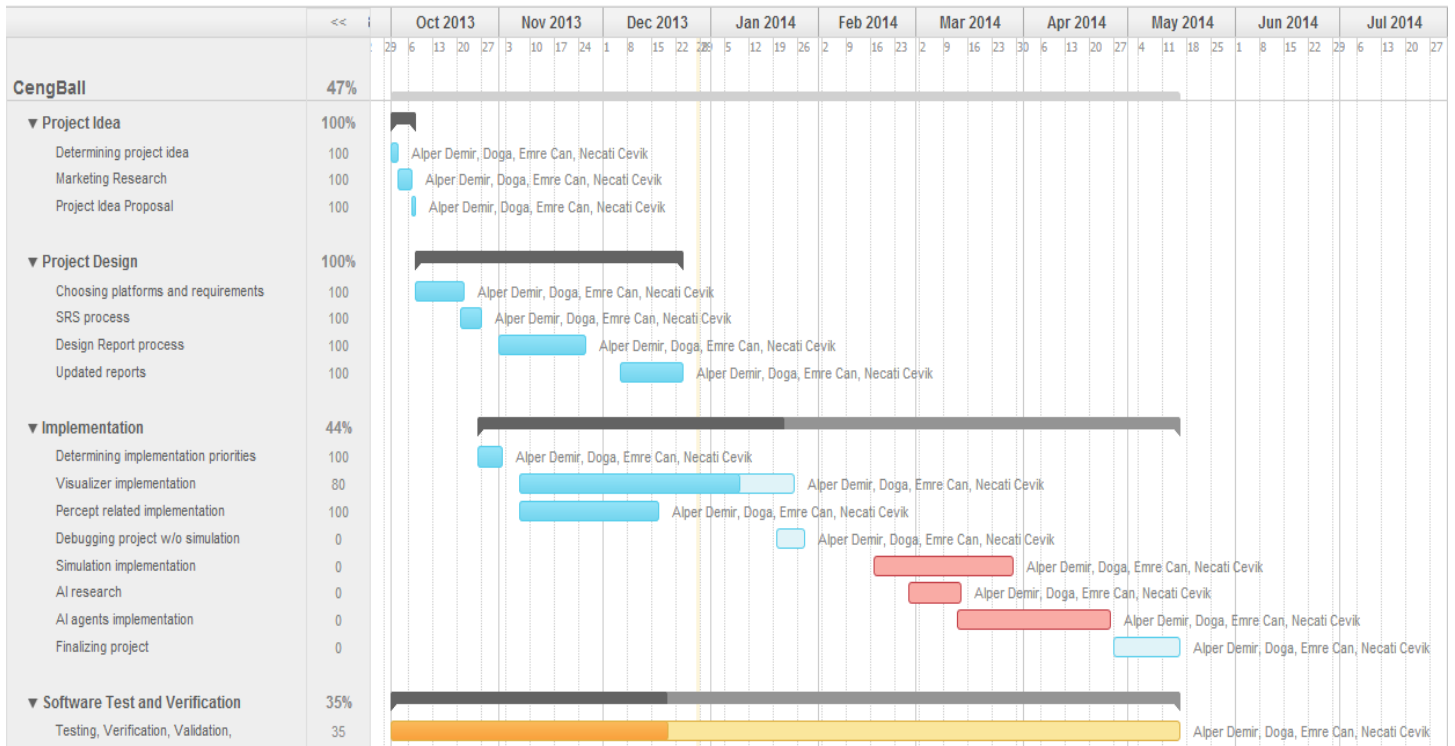 << Oct 2013 Nov 2013 Dec 2013 Jan 2014 Feb 2014 Mar 2014 Apr 2014 May 2014 Jun 2014 Jul 2014
29 6 13 20 27 3 10 17 24 1 8 15 22 29 5 12 19 26 2 9 16 23 2 9 16 23 30 6 13 20 27 4 11 18 25 1 8 15 22 29 6 13 20 27
CengBall 47%
▼ Project Idea 100%
Determining project idea 100 Alper Demir, Doga, Emre Can, Necati Cevik
Marketing Research 100 Alper Demir, Doga, Emre Can, Necati Cevik
Project Idea Proposal 100 Alper Demir, Doga, Emre Can, Necati Cevik
▼ Project Design 100%
Choosing platforms and requirements 100 Alper Demir, Doga, Emre Can, Necati Cevik
SRS process 100 Alper Demir, Doga, Emre Can, Necati Cevik
Design Report process 100 Alper Demir, Doga, Emre Can, Necati Cevik
Updated reports 100 Alper Demir, Doga, Emre Can, Necati Cevik
▼ Implementation 44%
Determining implementation priorities 100 Alper Demir, Doga, Emre Can, Necati Cevik
Visualizer implementation 80 Alper Demir, Doga, Emre Can, Necati Cevik
Percept related implementation 100 Alper Demir, Doga, Emre Can, Necati Cevik
Debugging project w/o simulation 0 Alper Demir, Doga, Emre Can, Necati Cevik
Simulation implementation 0 Alper Demir, Doga, Emre Can, Necati Cevik
AI research 0 Alper Demir, Doga, Emre Can, Necati Cevik
AI agents implementation 0 Alper Demir, Doga, Emre Can, Necati Cevik
Finalizing project 0 Alper Demir, Doga, Emre Can, Necati Cevik
▼ Software Test and Verification 35%
Testing, Verification, Validation, 35 Alper Demir, Doga, Emre Can, Necati Cevik